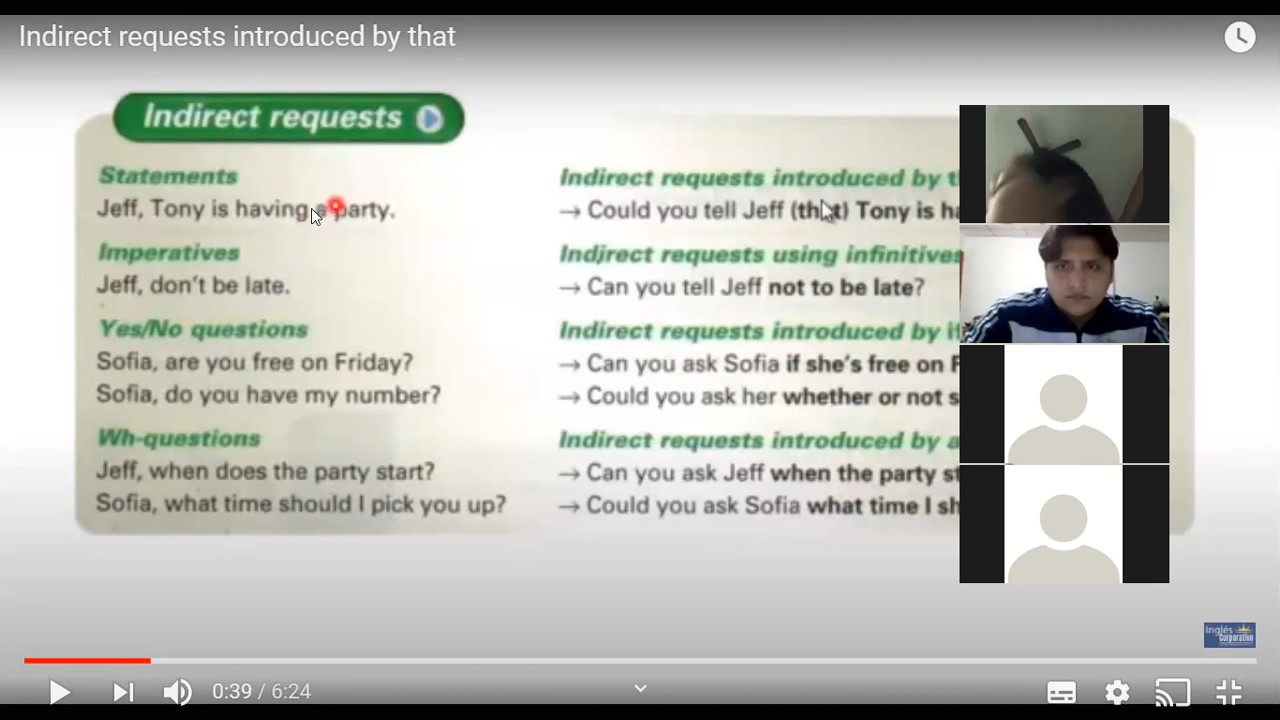 Indirect requests introduced by that
Indirect requests
Statements
Jeff, Tony is having a party.
Imperatives
Jeff, don't be late.
Yes/No questions
Sofia, are you free on Friday?
Sofia, do you have my number?
Wh-questions
Jeff, when does the party start?
Sofia, what time should I pick you up?
Indirect requests introduced by
→ Could you tell Jeff (that) Tony is
Indirect requests using infinitives
→ Can you tell Jeff not to be late?
Indirect requests introduced by
→ Can you ask Sofia if she's free on
→ Could you ask her whether or not
Indirect requests introduced by
→ Can you ask Jeff when the party
→ Could you ask Sofia what time I
Inglés
Corporativo
0:39 / 6:24